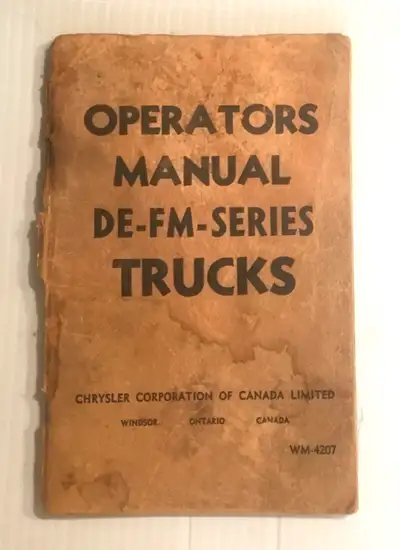 OPERATORS
MANUAL
DE-FM-SERIES
TRUCKS
CHRYSLER CORPORATION OF CANADA LIMITED
WINDSOR ONTARIO CANADA
WM-4207